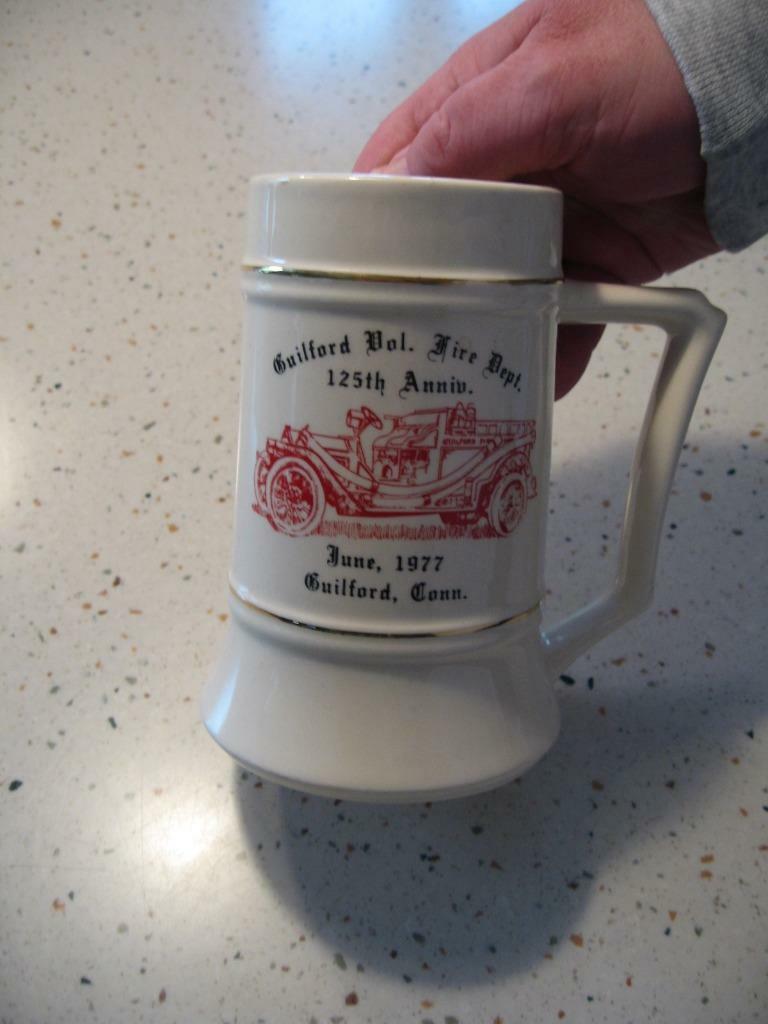 Guilford Vol. Fire Dept.
125th Anniv.
June, 1977
Guilford, Conn.